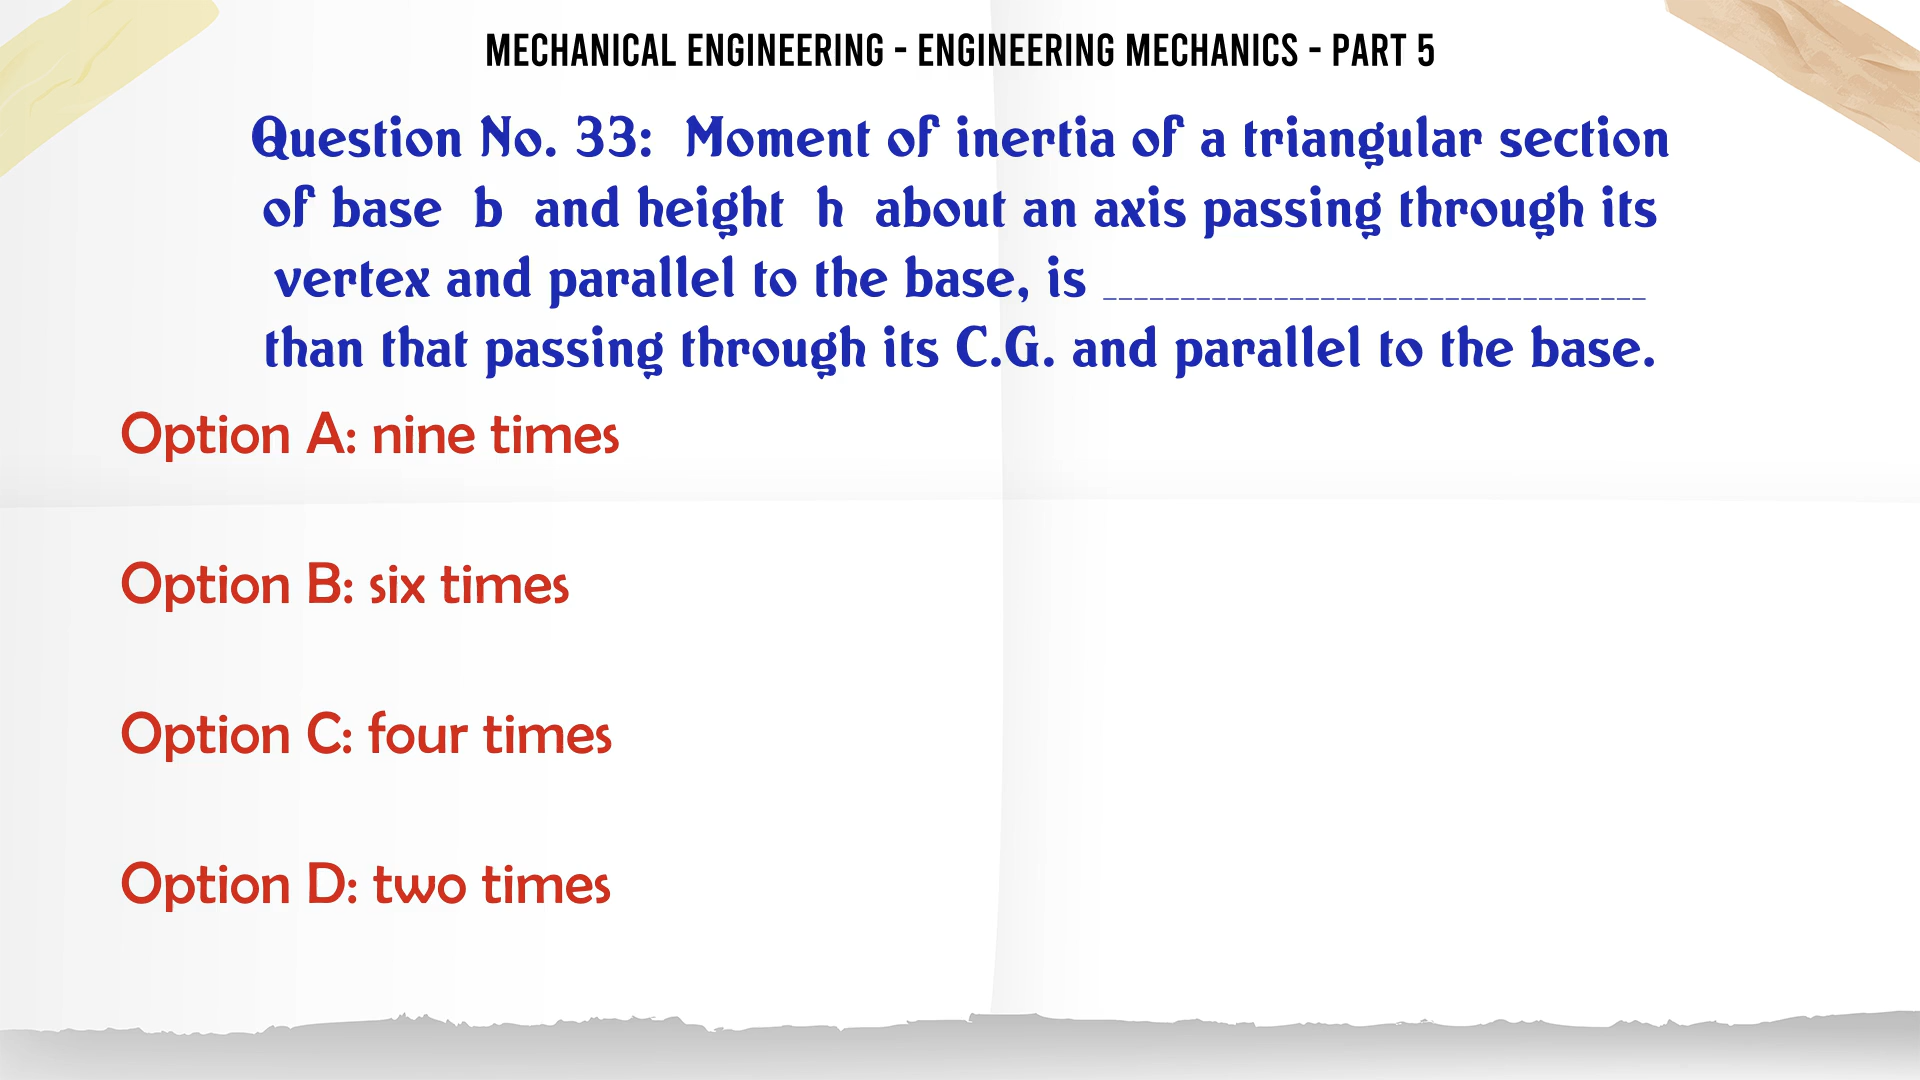 MECHANICAL ENGINEERING - ENGINEERING MECHANICS - PART 5
Question No. 33: Moment of inertia of a triangular section
of base b and height h about an axis passing through its
vertex and parallel to the base, is ___________________________________
than that passing through its C.G. and parallel to the base.
Option A: nine times
Option B: six times
Option C: four times
Option D: two times